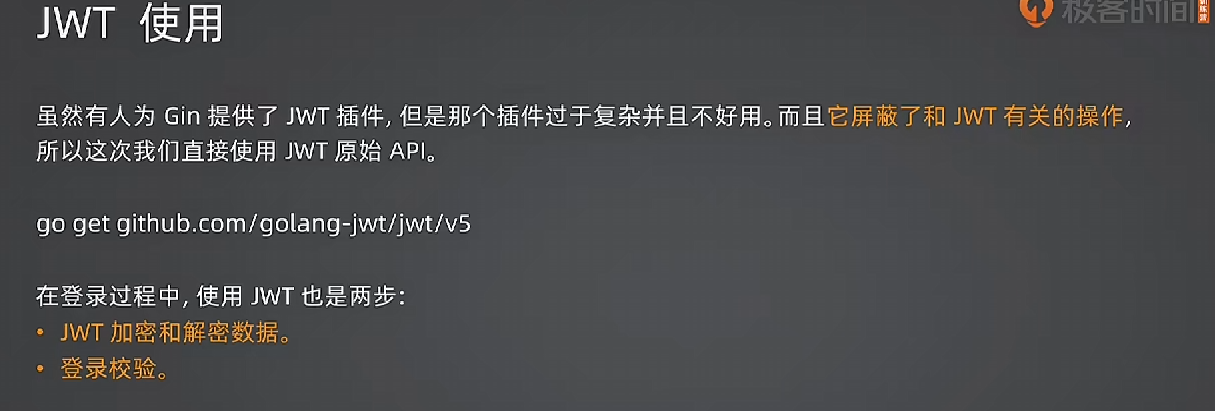 JWT 使用
极客时间
虽然有人为 Gin 提供了 JWT 插件，但是那个插件过于复杂并且不好用。而且它屏蔽了和 JWT 有关的操作，
所以这次我们直接使用 JWT 原始 API。
go get github.com/golang-jwt/jwt/v5
在登录过程中，使用 JWT 也是两步：
• JWT 加密和解密数据。
• 登录校验。